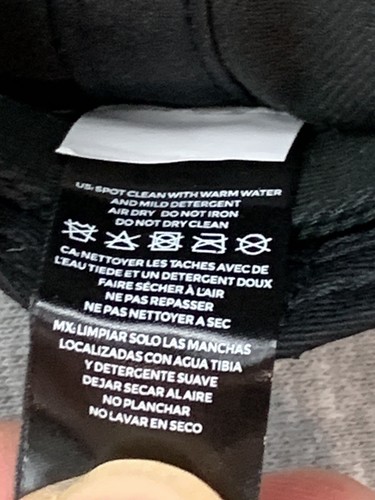 US: SPOT CLEAN WITH WARM WATER
AND MILD DETERGENT
AIR DRY DO NOT IRON
DO NOT DRY CLEAN
CA: NETTOYER LES TACHES AVEC DE
L'EAU TIEDE ET UN DETERGENT DOUX
FAIRE SÉCHER À L'AIR
NE PAS REPASSER
NE PAS NETTOYER A SEC
MX: LIMPIAR SOLO LAS MANCHAS
LOCALIZADAS CON AGUA TIBIA
Y DETERGENTE SUAVE
DEJAR SECAR AL AIRE
NO PLANCHAR
NO LAVAR EN SECO